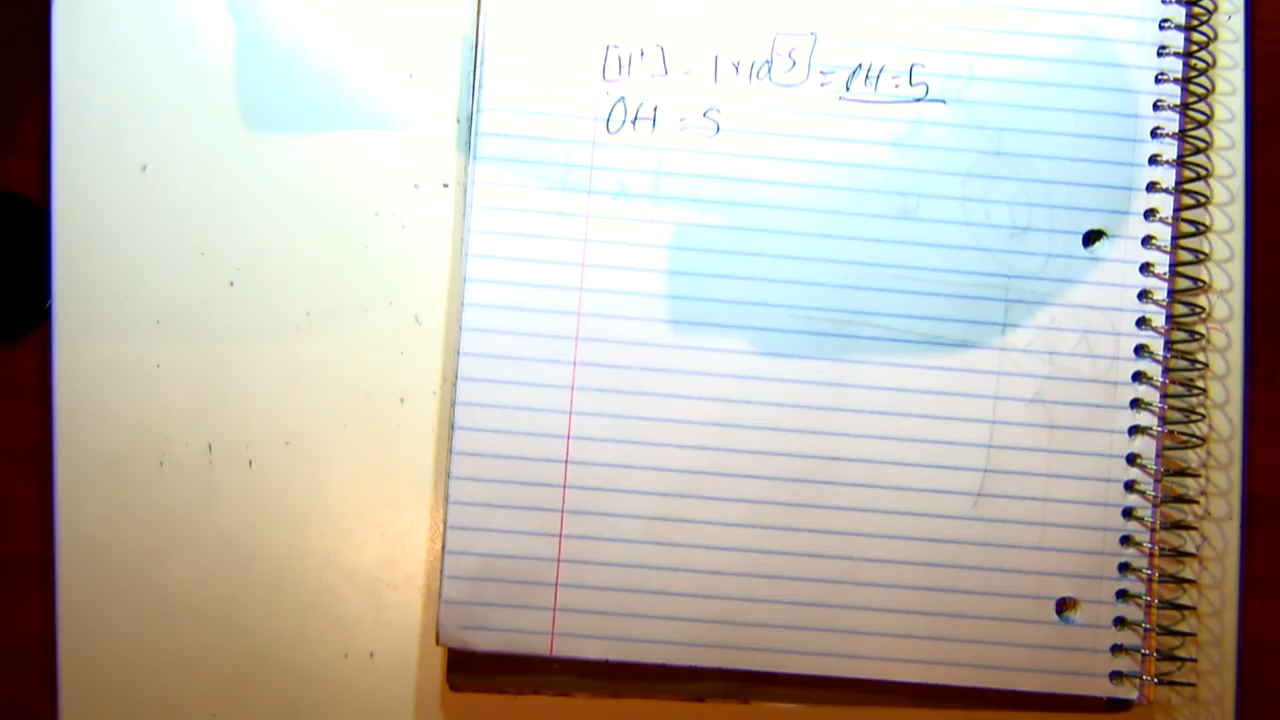 [H⁺] = 1×10⁻⁵ = PH = 5
OH = 5